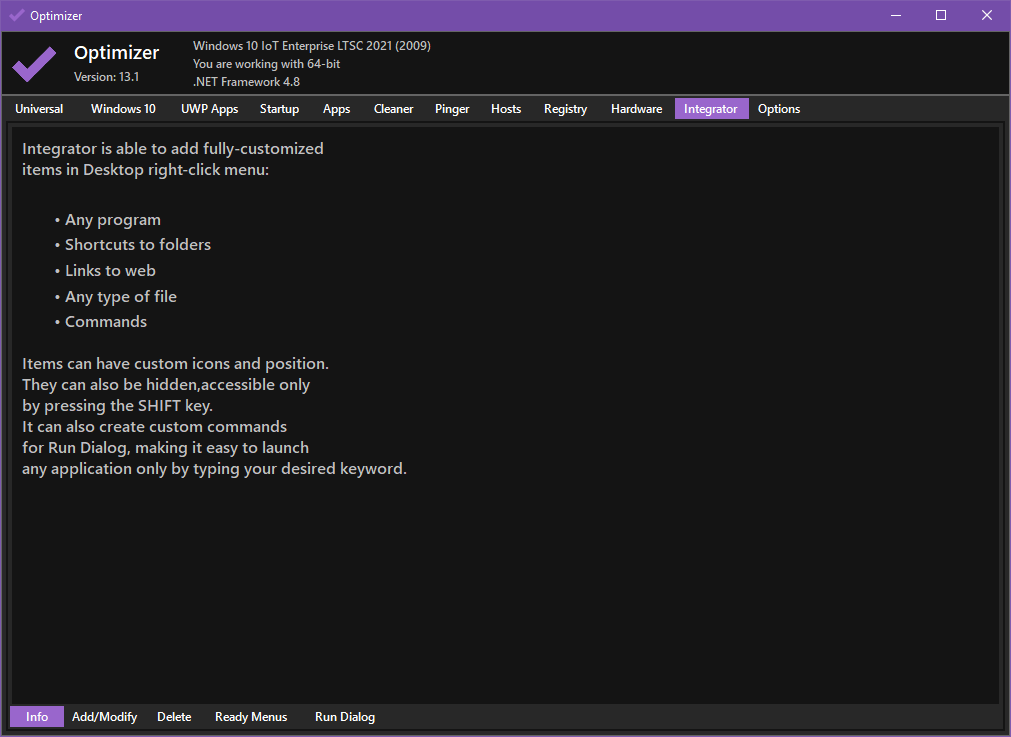 Optimizer
Optimizer
Version: 13.1
Windows 10 IoT Enterprise LTSC 2021 (2009)
You are working with 64-bit
.NET Framework 4.8
Universal Windows 10 UWP Apps Startup Apps Cleaner Pinger Hosts Registry Hardware Integrator Options
Integrator is able to add fully-customized
items in Desktop right-click menu:
• Any program
• Shortcuts to folders
• Links to web
• Any type of file
• Commands
Items can have custom icons and position.
They can also be hidden,accessible only
by pressing the SHIFT key.
It can also create custom commands
for Run Dialog, making it easy to launch
any application only by typing your desired keyword.
Info Add/Modify Delete Ready Menus Run Dialog